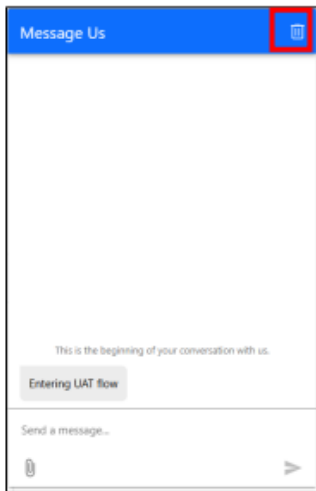 Message Us
This is the beginning of your conversation with us.
Entering UAT flow
Send a message...